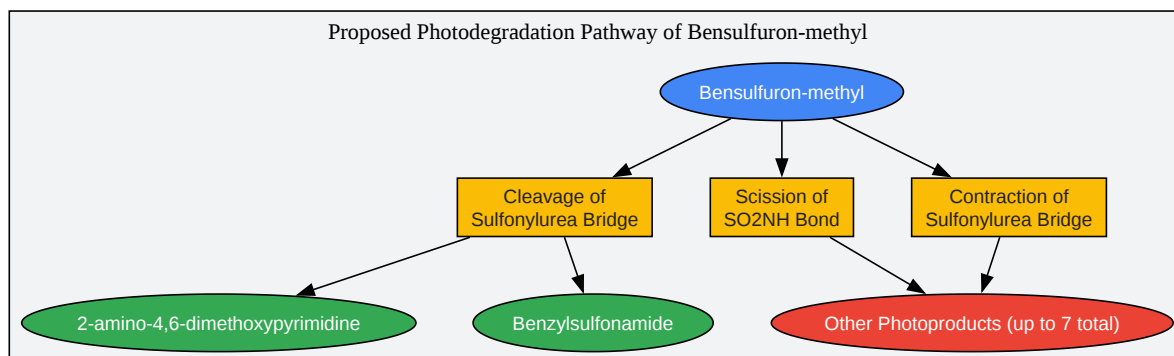 Proposed Photodegradation Pathway of Bensulfuron-methyl
Bensulfuron-methyl
Cleavage of
Sulfonylurea Bridge
Scission of
SO2NH Bond
Contraction of
Sulfonylurea Bridge
2-amino-4,6-dimethoxypyrimidine
Benzylsulfonamide
Other Photoproducts (up to 7 total)